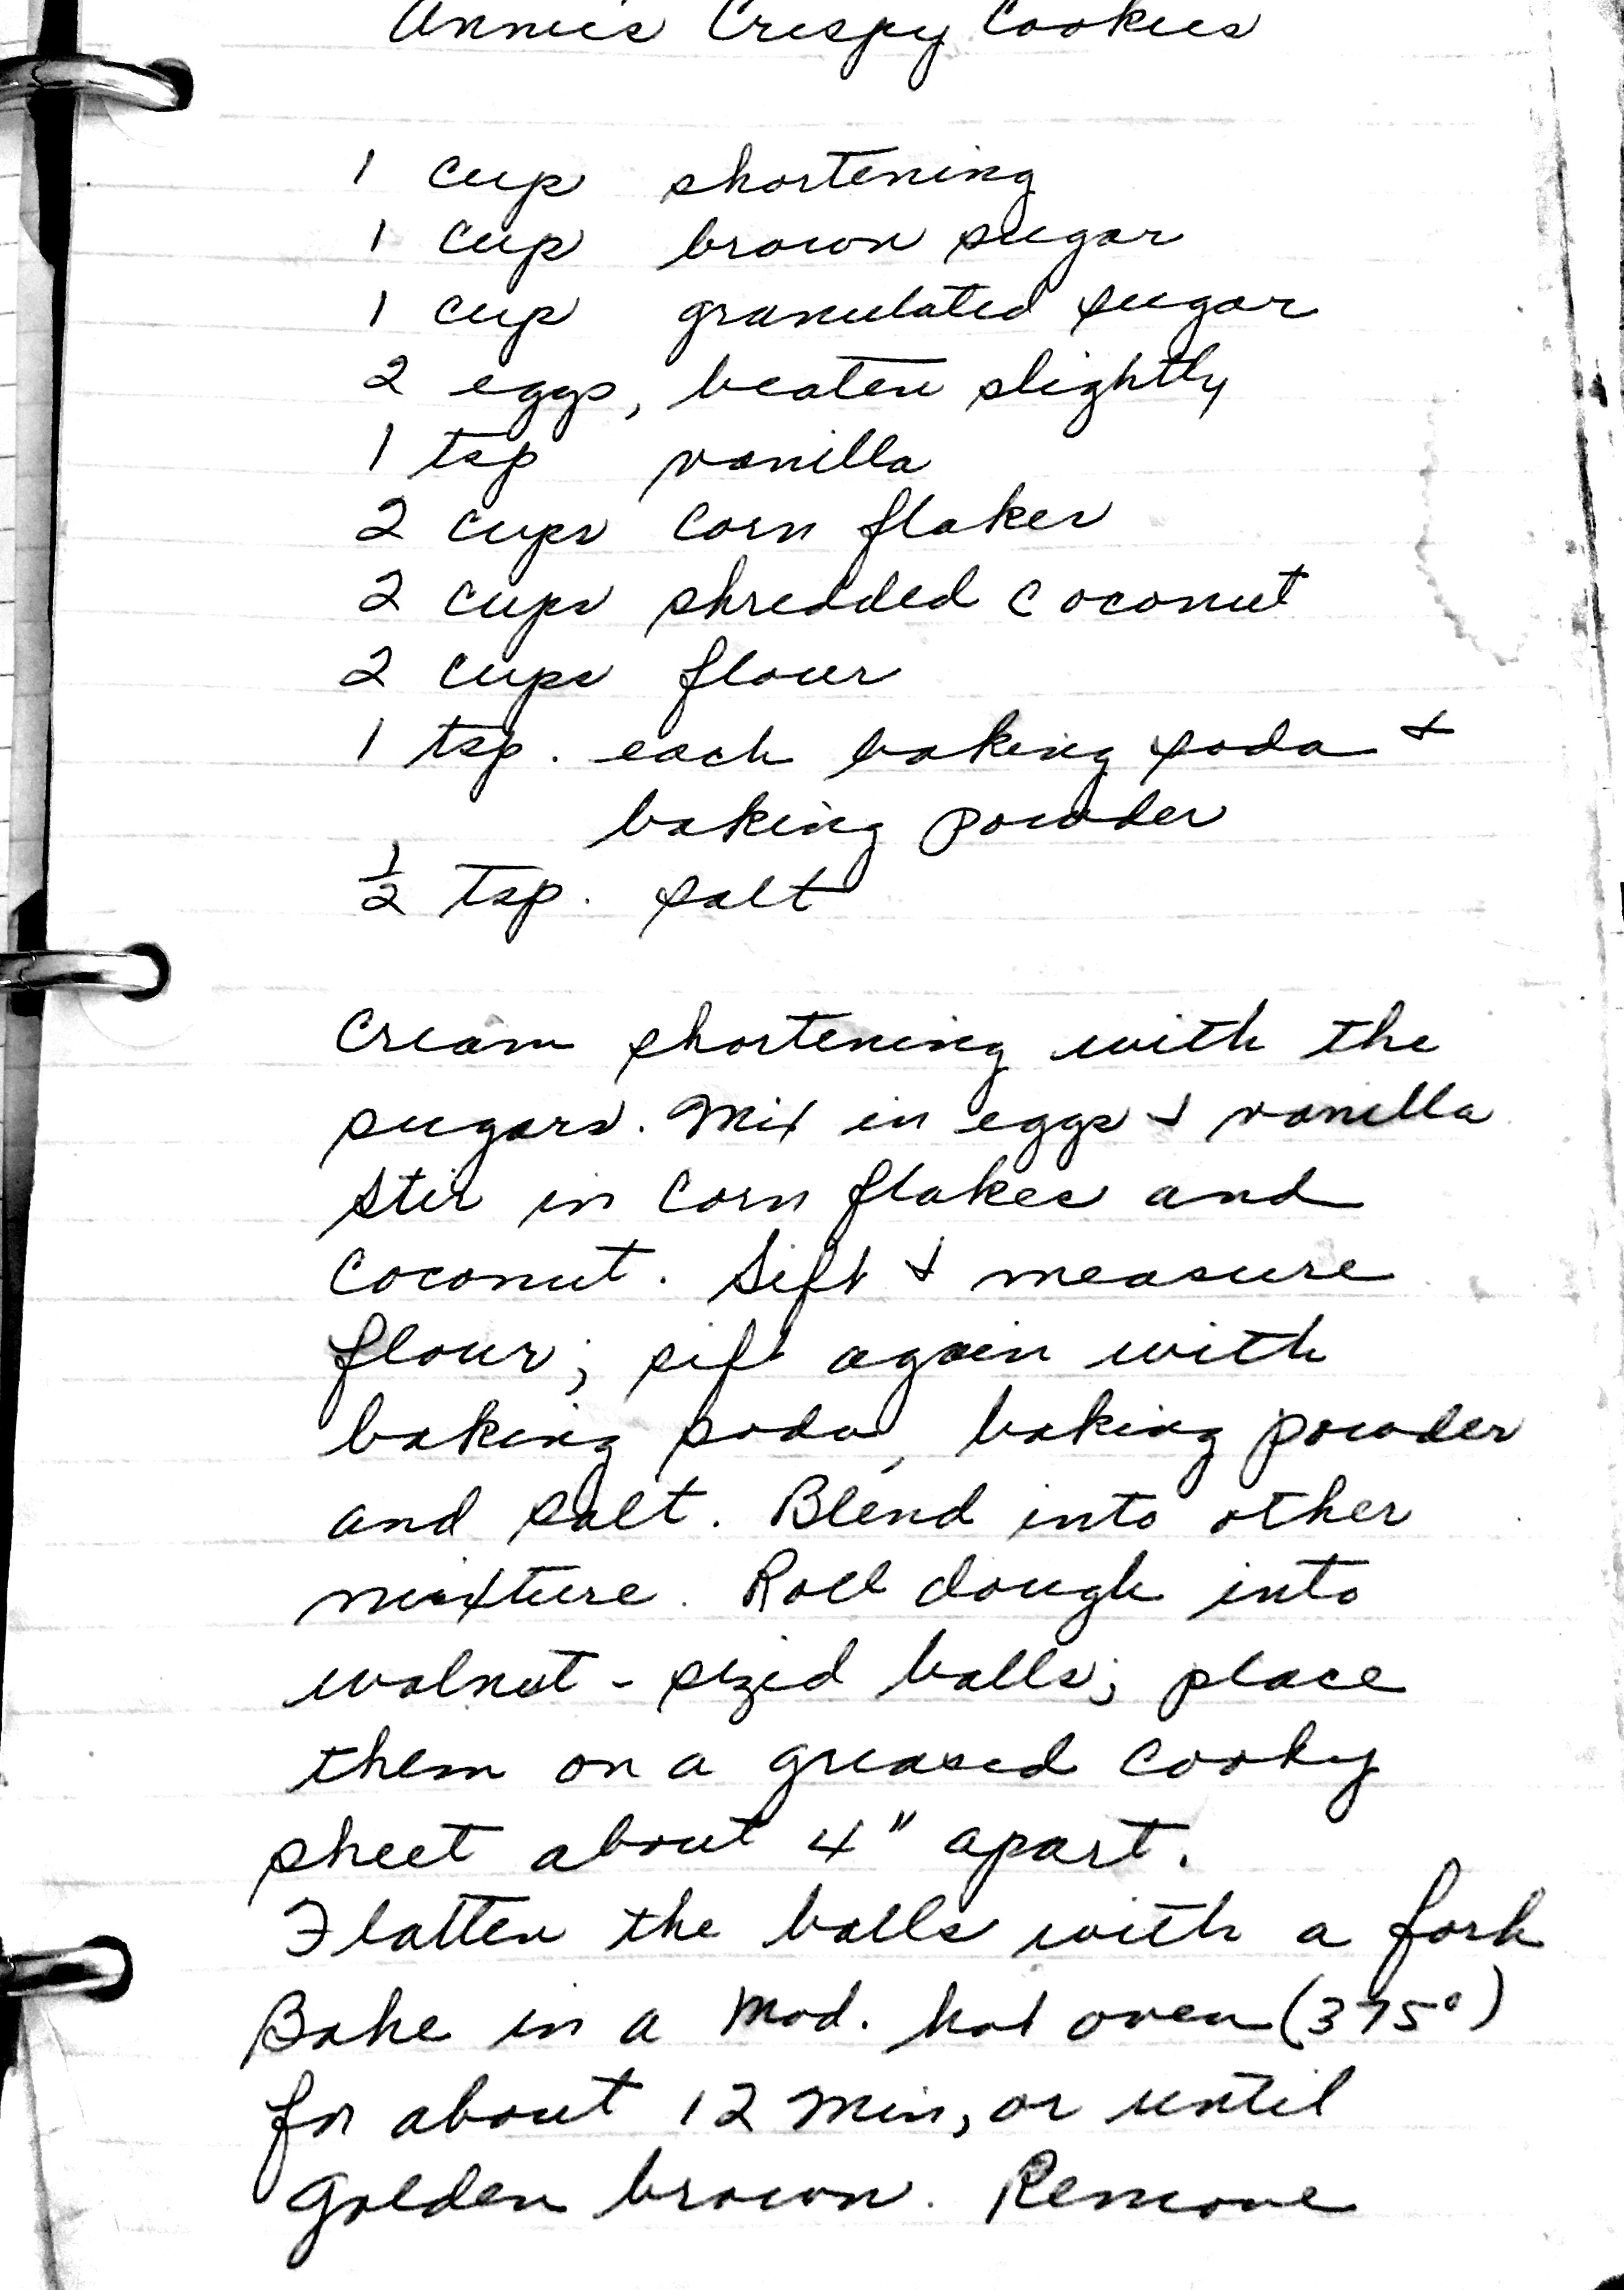 Annie's Crispy Cookies
1 cup shortening
1 cup brown sugar
1 cup granulated sugar
2 eggs, beaten slightly
1 tsp vanilla
2 cups corn flakes
2 cups shredded coconut
2 cups flour
1 tsp. each baking soda +
baking powder
1/2 tsp. salt
Cream shortening with the
sugars. Mix in eggs + vanilla
Stir in corn flakes and
coconut. Sift + measure
flour; sift again with
baking soda, baking powder
and salt. Blend into other
mixture. Roll dough into
walnut-sized balls; place
them on a greased cooky
sheet about 4" apart.
Flatten the balls with a fork
Bake in a Mod. hot oven (375°)
for about 12 min, or until
golden brown. Remove